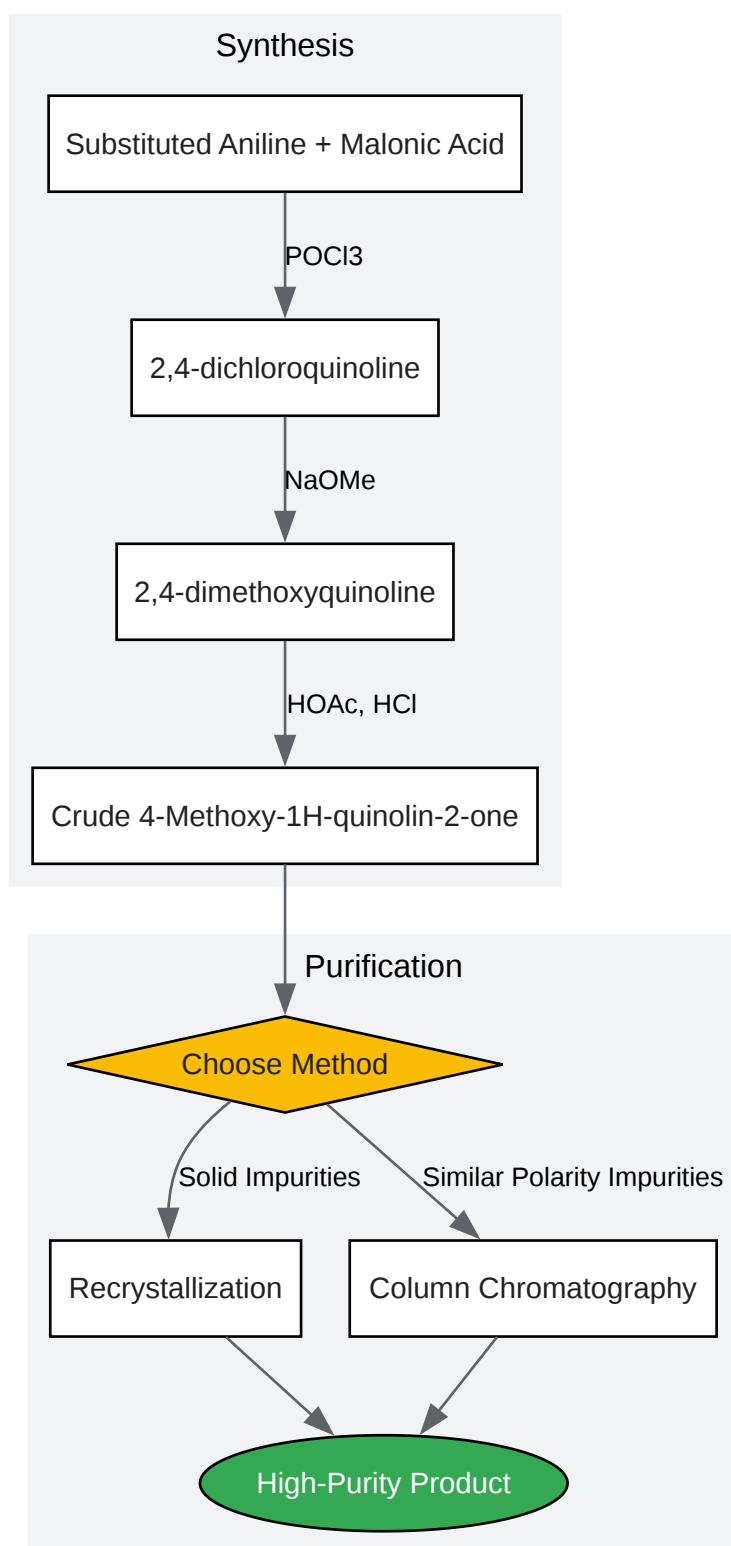 Synthesis
Substituted Aniline + Malonic Acid
POCl3
2,4-dichloroquinoline
NaOMe
2,4-dimethoxyquinoline
HOAc, HCl
Crude 4-Methoxy-1H-quinolin-2-one
Purification
Choose Method
Solid Impurities
Similar Polarity Impurities
Recrystallization
Column Chromatography
High-Purity Product